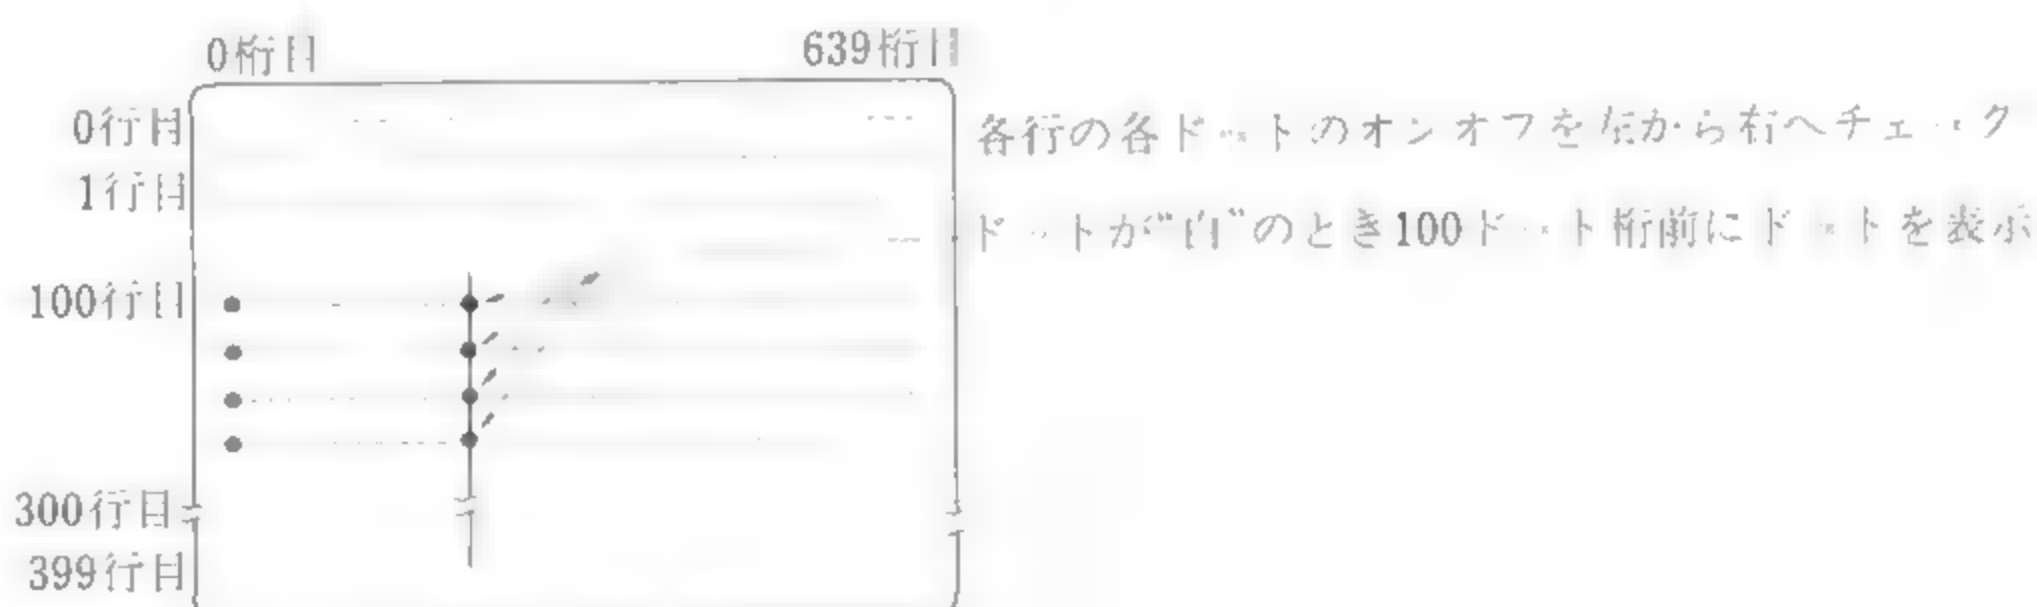 0桁目
639桁目
0行目
各行の各ドットのオンオフを左から右へチェック
1行目
ドットが“白”のとき100ドット桁前にドットを表示
100行目
300行目
399行目